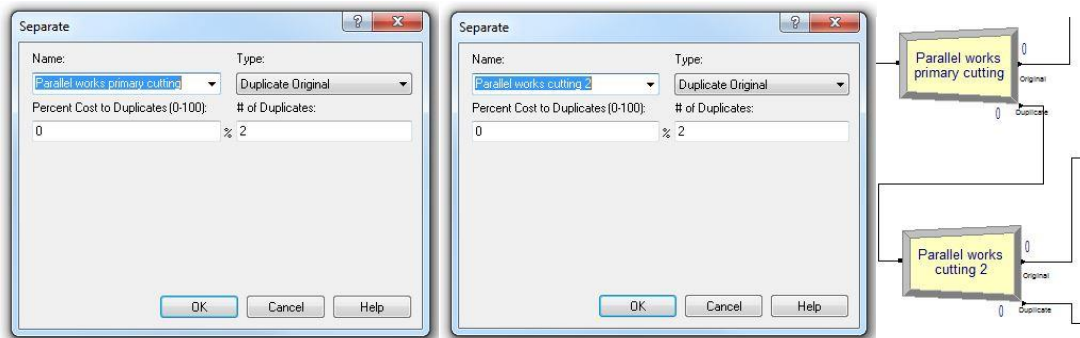 Separate
Name:
Type:
Parallel works primary cutting
Duplicate Original
Percent Cost to Duplicates (0-100):
# of Duplicates:
0
%
2
OK
Cancel
Help
Separate
Name:
Type:
Parallel works cutting 2
Duplicate Original
Percent Cost to Duplicates (0-100):
# of Duplicates:
0
%
2
OK
Cancel
Help
Parallel works
primary cutting
0
Original
0
Duplicate
Parallel works
cutting 2
0
Original
0
Duplicate